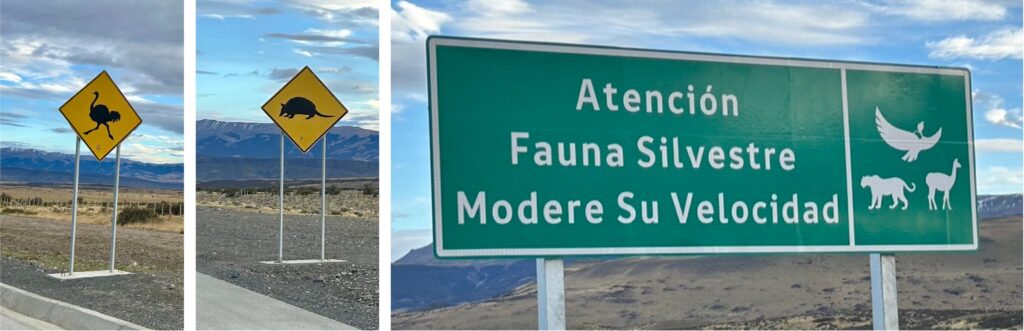 Atención
Fauna Silvestre
Modere Su Velocidad